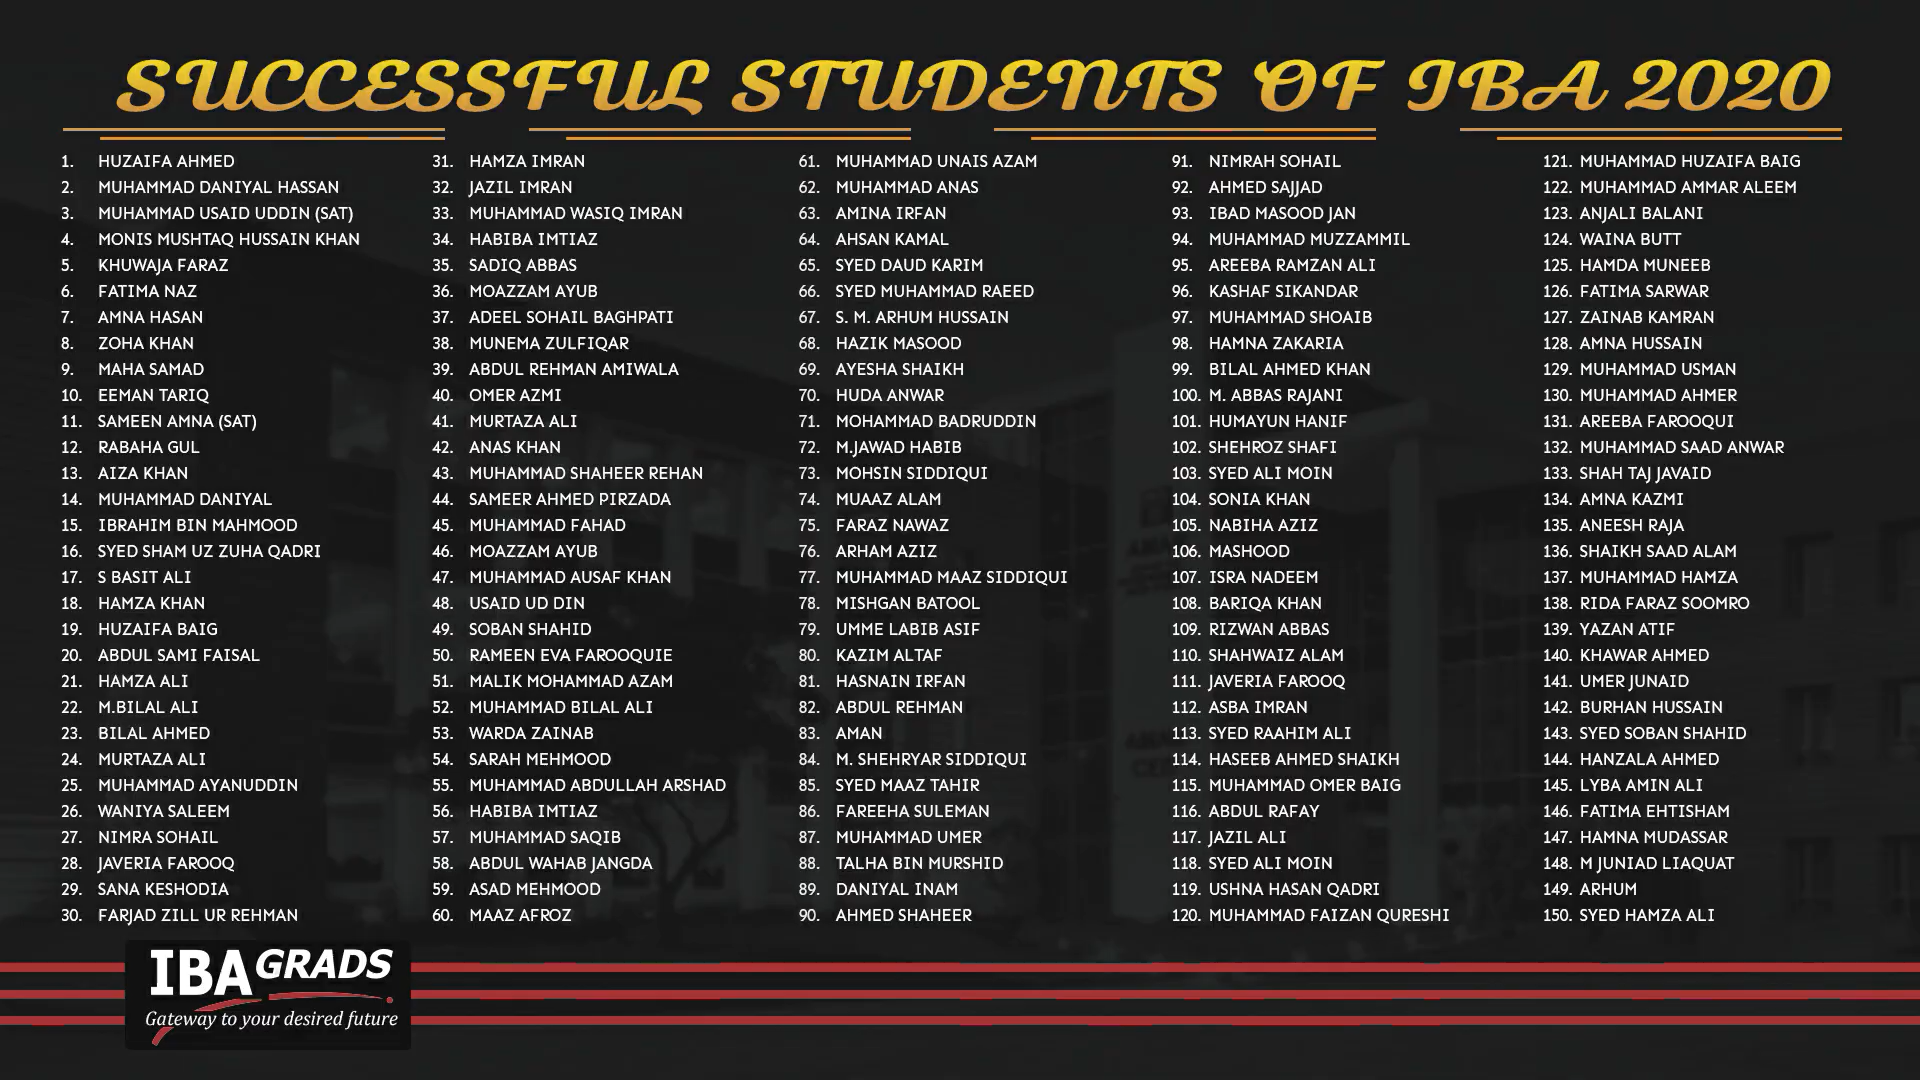 SUCCESSFUL STUDENTS OF IBA 2020
1. HUZAIFA AHMED
2. MUHAMMAD DANIYAL HASSAN
3. MUHAMMAD USAID UDDIN (SAT)
4. MONIS MUSHTAQ HUSSAIN KHAN
5. KHUWAJA FARAZ
6. FATIMA NAZ
7. AMNA HASAN
8. ZOHA KHAN
9. MAHA SAMAD
10. EEMAN TARIQ
11. SAMEEN AMNA (SAT)
12. RABAHA GUL
13. AIZA KHAN
14. MUHAMMAD DANIYAL
15. IBRAHIM BIN MAHMOOD
16. SYED SHAM UZ ZUHA QADRI
17. S BASIT ALI
18. HAMZA KHAN
19. HUZAIFA BAIG
20. ABDUL SAMI FAISAL
21. HAMZA ALI
22. M.BILAL ALI
23. BILAL AHMED
24. MURTAZA ALI
25. MUHAMMAD AYANUDDIN
26. WANIYA SALEEM
27. NIMRA SOHAIL
28. JAVERIA FAROOQ
29. SANA KESHODIA
30. FARJAD ZILL UR REHMAN
31. HAMZA IMRAN
32. JAZIL IMRAN
33. MUHAMMAD WASIQ IMRAN
34. HABIBA IMTIAZ
35. SADIQ ABBAS
36. MOAZZAM AYUB
37. ADEEL SOHAIL BAGHPATI
38. MUNEMA ZULFIQAR
39. ABDUL REHMAN AMIWALA
40. OMER AZMI
41. MURTAZA ALI
42. ANAS KHAN
43. MUHAMMAD SHAHEER REHAN
44. SAMEER AHMED PIRZADA
45. MUHAMMAD FAHAD
46. MOAZZAM AYUB
47. MUHAMMAD AUSAF KHAN
48. USAID UD DIN
49. SOBAN SHAHID
50. RAMEEN EVA FAROOQUIE
51. MALIK MOHAMMAD AZAM
52. MUHAMMAD BILAL ALI
53. WARDA ZAINAB
54. SARAH MEHMOOD
55. MUHAMMAD ABDULLAH ARSHAD
56. HABIBA IMTIAZ
57. MUHAMMAD SAQIB
58. ABDUL WAHAB JANGDA
59. ASAD MEHMOOD
60. MAAZ AFROZ
61. MUHAMMAD UNAIS AZAM
62. MUHAMMAD ANAS
63. AMINA IRFAN
64. AHSAN KAMAL
65. SYED DAUD KARIM
66. SYED MUHAMMAD RAEED
67. S. M. ARHUM HUSSAIN
68. HAZIK MASOOD
69. AYESHA SHAIKH
70. HUDA ANWAR
71. MOHAMMAD BADRUDDIN
72. M.JAWAD HABIB
73. MOHSIN SIDDIQUI
74. MUAAZ ALAM
75. FARAZ NAWAZ
76. ARHAM AZIZ
77. MUHAMMAD MAAZ SIDDIQUI
78. MISHGAN BATOOL
79. UMME LABIB ASIF
80. KAZIM ALTAF
81. HASNAIN IRFAN
82. ABDUL REHMAN
83. AMAN
84. M. SHEHRYAR SIDDIQUI
85. SYED MAAZ TAHIR
86. FAREEHA SULEMAN
87. MUHAMMAD UMER
88. TALHA BIN MURSHID
89. DANIYAL INAM
90. AHMED SHAHEER
91. NIMRAH SOHAIL
92. AHMED SAJJAD
93. IBAD MASOOD JAN
94. MUHAMMAD MUZZAMMIL
95. AREEBA RAMZAN ALI
96. KASHAF SIKANDAR
97. MUHAMMAD SHOAIB
98. HAMNA ZAKARIA
99. BILAL AHMED KHAN
100. M. ABBAS RAJANI
101. HUMAYUN HANIF
102. SHEHROZ SHAFI
103. SYED ALI MOIN
104. SONIA KHAN
105. NABIHA AZIZ
106. MASHOOD
107. ISRA NADEEM
108. BARIQA KHAN
109. RIZWAN ABBAS
110. SHAHWAIZ ALAM
111. JAVERIA FAROOQ
112. ASBA IMRAN
113. SYED RAAHIM ALI
114. HASEEB AHMED SHAIKH
115. MUHAMMAD OMER BAIG
116. ABDUL RAFAY
117. JAZIL ALI
118. SYED ALI MOIN
119. USHNA HASAN QADRI
120. MUHAMMAD FAIZAN QURESHI
121. MUHAMMAD HUZAIFA BAIG
122. MUHAMMAD AMMAR ALEEM
123. ANJALI BALANI
124. WAINA BUTT
125. HAMDA MUNEEB
126. FATIMA SARWAR
127. ZAINAB KAMRAN
128. AMNA HUSSAIN
129. MUHAMMAD USMAN
130. MUHAMMAD AHMER
131. AREEBA FAROOQUI
132. MUHAMMAD SAAD ANWAR
133. SHAH TAJ JAVAID
134. AMNA KAZMI
135. ANEESH RAJA
136. SHAIKH SAAD ALAM
137. MUHAMMAD HAMZA
138. RIDA FARAZ SOOMRO
139. YAZAN ATIF
140. KHAWAR AHMED
141. UMER JUNAID
142. BURHAN HUSSAIN
143. SYED SOBAN SHAHID
144. HANZALA AHMED
145. LYBA AMIN ALI
146. FATIMA EHTISHAM
147. HAMNA MUDASSAR
148. M JUNIAD LIAQUAT
149. ARHUM
150. SYED HAMZA ALI
IBA GRADS
Gateway to your desired future